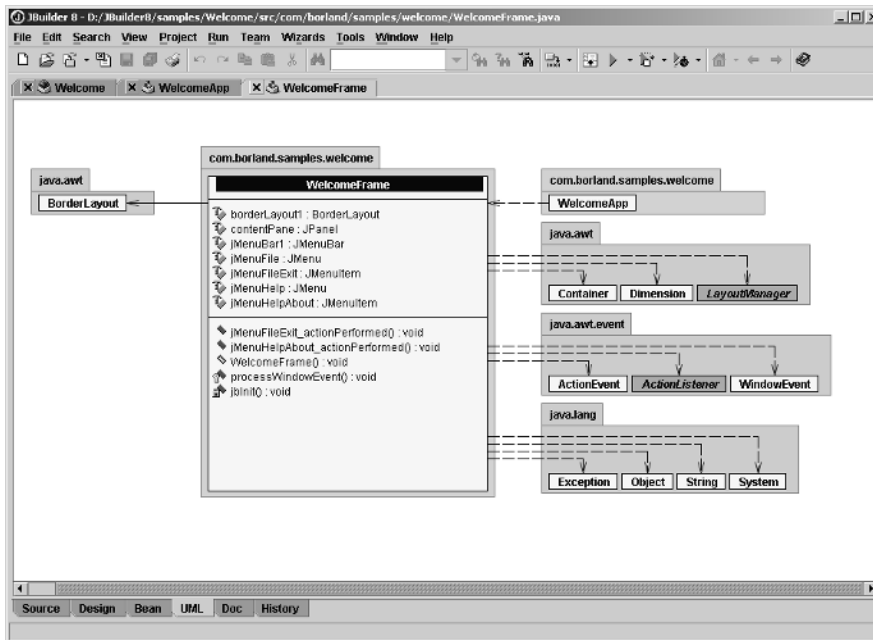 JBuilder 8 - D:/JBuilder8/samples/Welcome/src/com/borland/samples/welcome/WelcomeFrame.java
File Edit Search View Project Run Team Wizards Tools Window Help
Welcome WelcomeApp WelcomeFrame
com.borland.samples.welcome
WelcomeFrame
java.awt
BorderLayout
borderLayout1 : BorderLayout
contentPane : JPanel
jMenuBar1 : JMenuBar
jMenuFile : JMenu
jMenuFileExit : JMenuItem
jMenuHelp : JMenu
jMenuHelpAbout : JMenuItem
jMenuFileExit_actionPerformed() : void
jMenuHelpAbout_actionPerformed() : void
WelcomeFrame() : void
processWindowEvent() : void
jbInit() : void
com.borland.samples.welcome
WelcomeApp
java.awt
Container Dimension LayoutManager
java.awt.event
ActionEvent ActionListener WindowEvent
java.lang
Exception Object String System
Source Design Bean UML Doc History